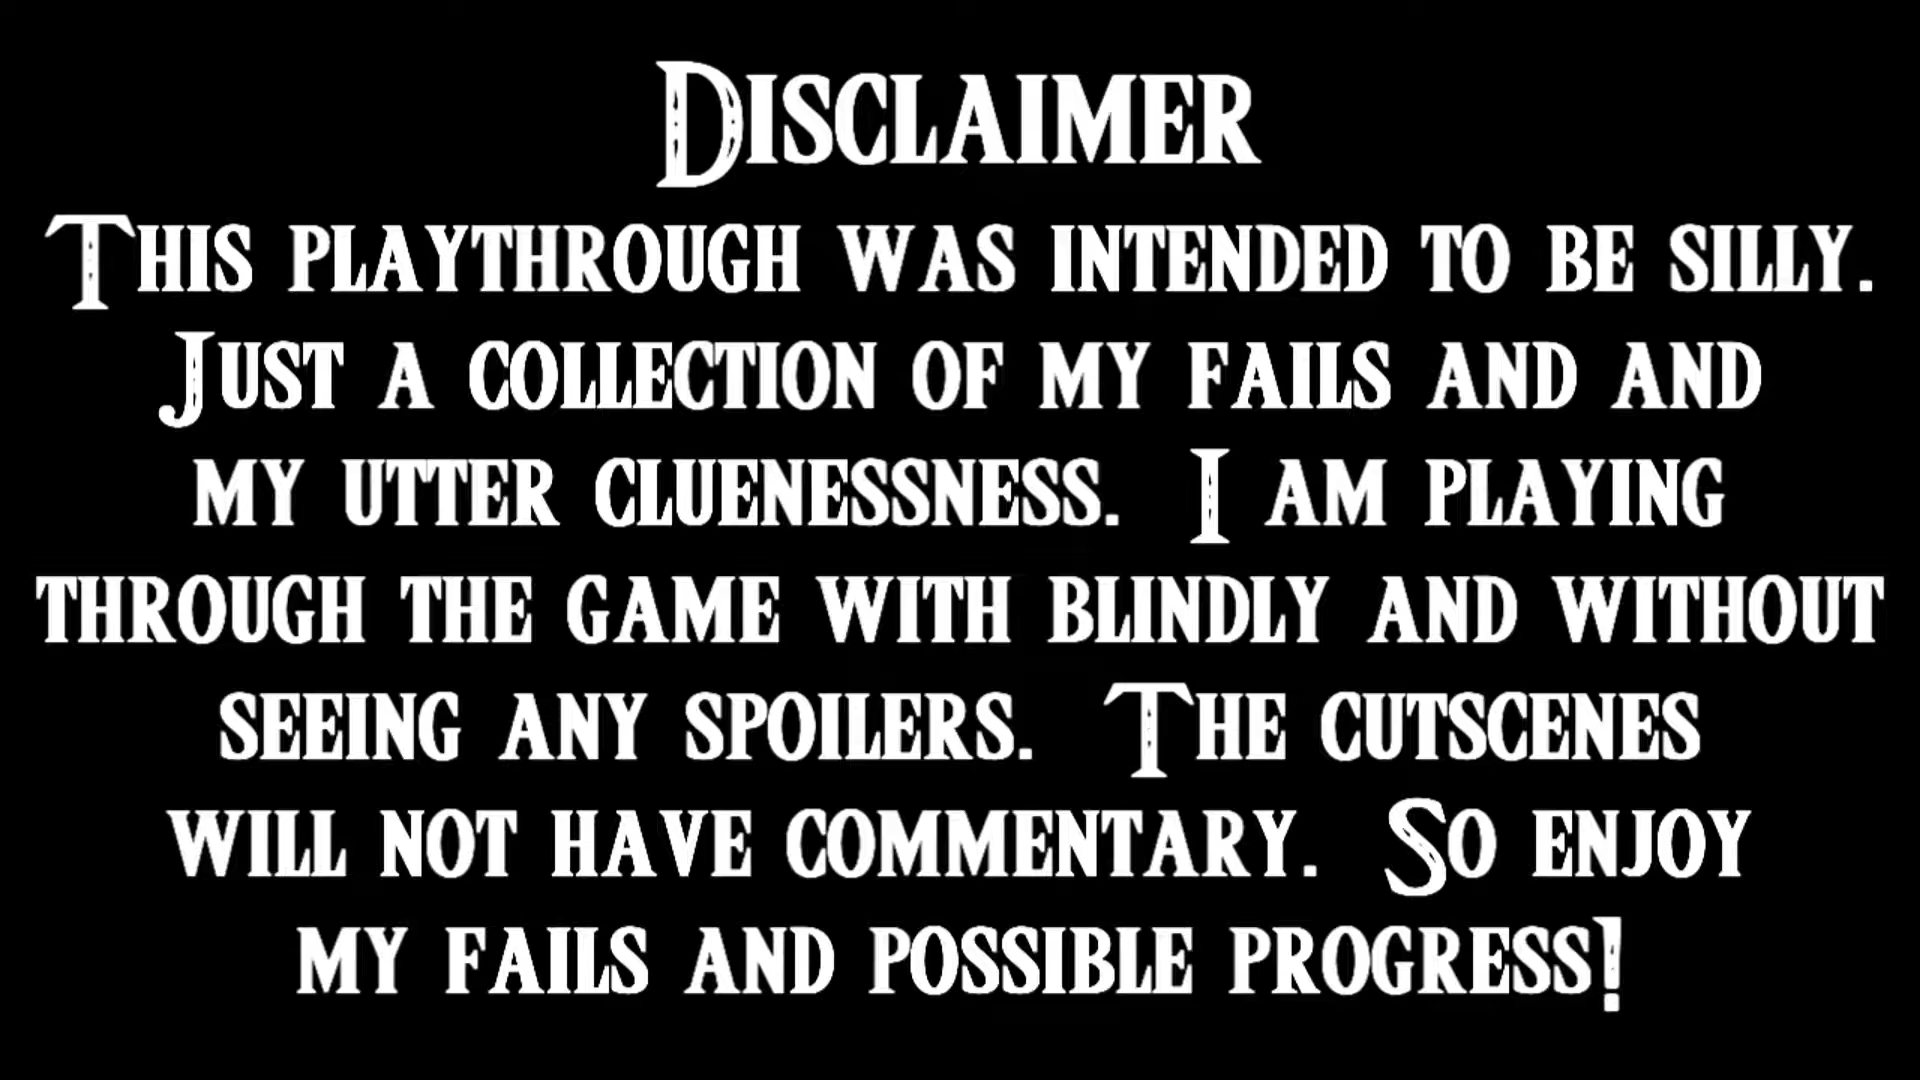 Disclaimer
This playthrough was intended to be silly.
Just a collection of my fails and and
my utter cluenessness. I am playing
through the game with blindly and without
seeing any spoilers. The cutscenes
will not have commentary. So enjoy
my fails and possible progress!